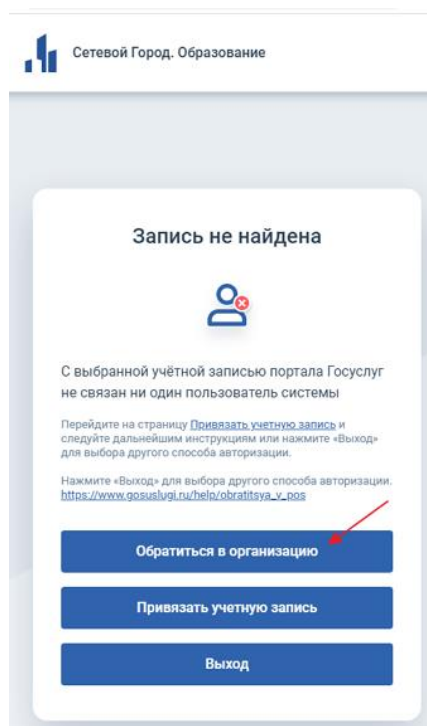 Сетевой Город. Образование
Запись не найдена
С выбранной учётной записью портала Госуслуг
не связан ни один пользователь системы
Перейдите на страницу Привязать учетную запись и
следуйте дальнейшим инструкциям или нажмите «Выход»
для выбора другого способа авторизации.
Нажмите «Выход» для выбора другого способа авторизации.
https://www.gosuslugi.ru/help/obratitsya_v_pos
Обратиться в организацию
Привязать учетную запись
Выход